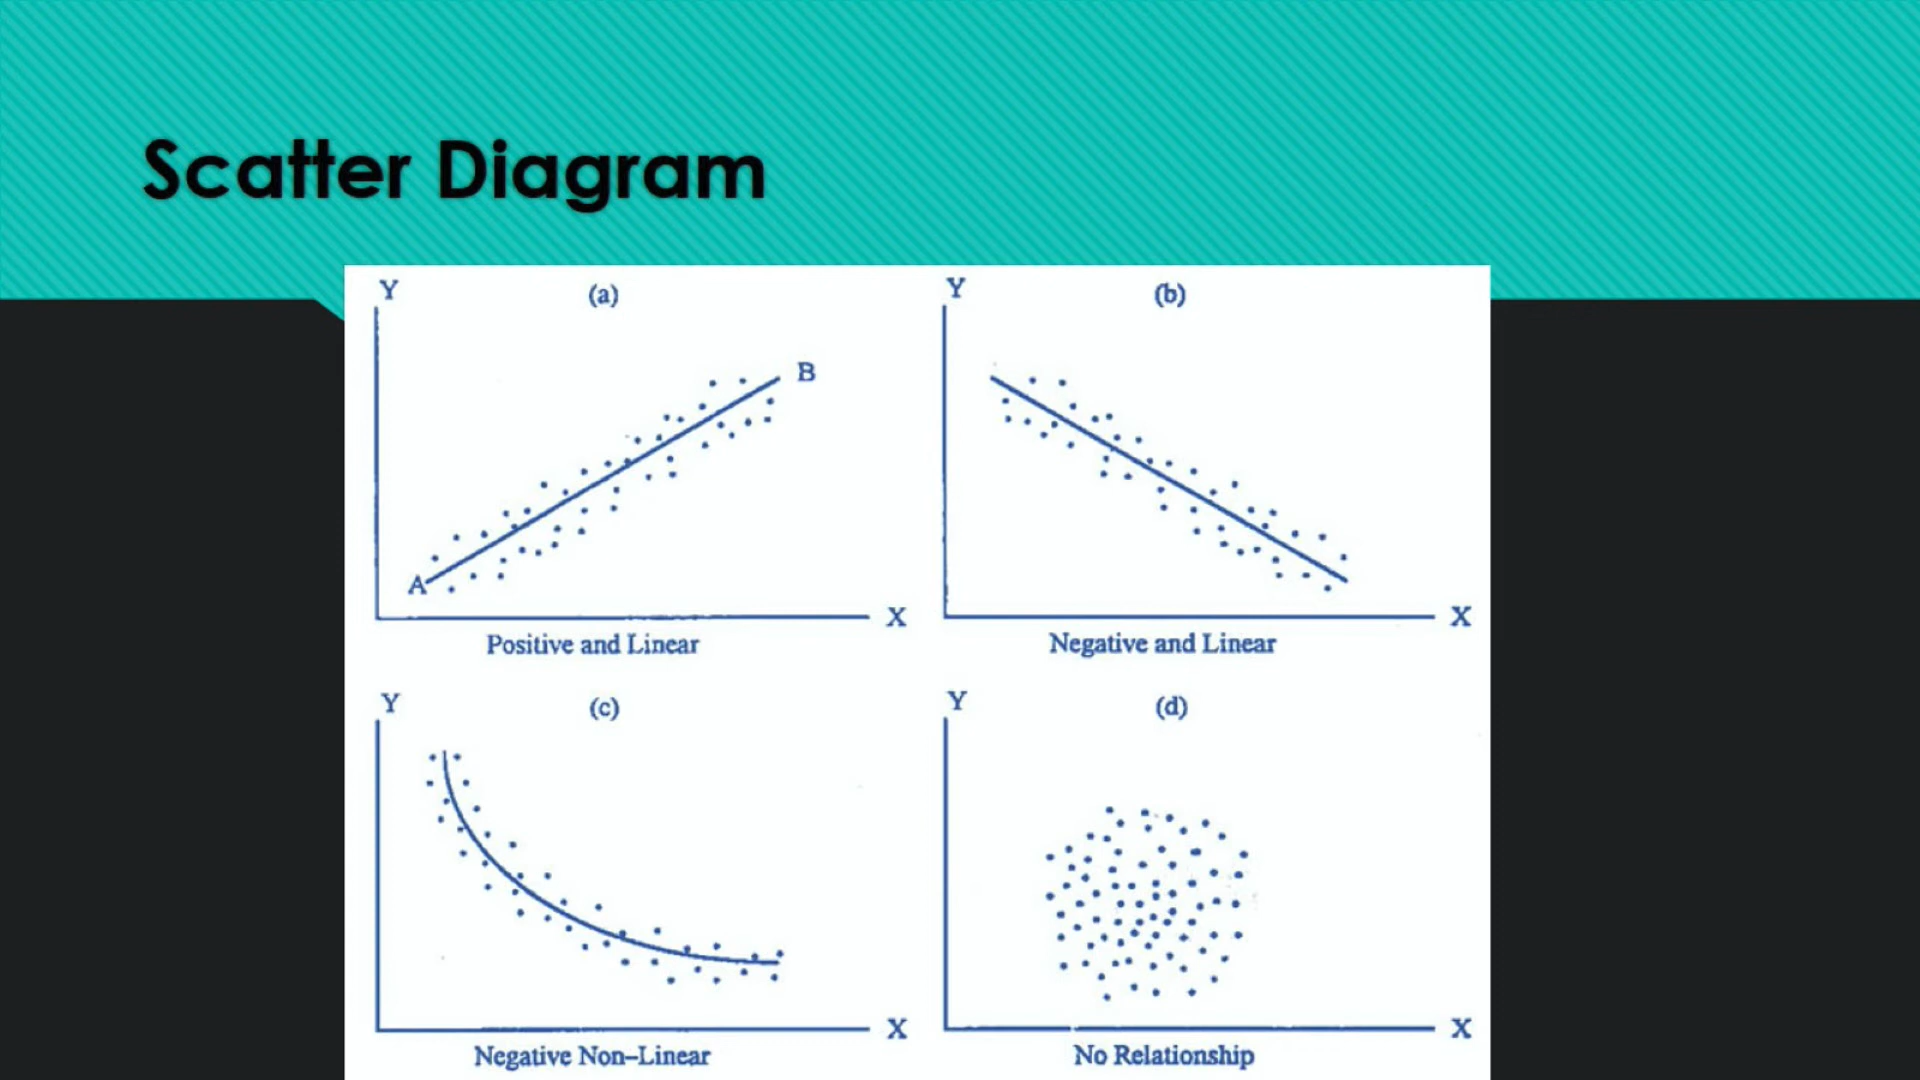 Scatter Diagram
Y
(a)
B
A
X
Positive and Linear
Y
(b)
X
Negative and Linear
Y
(c)
X
Negative Non–Linear
Y
(d)
X
No Relationship